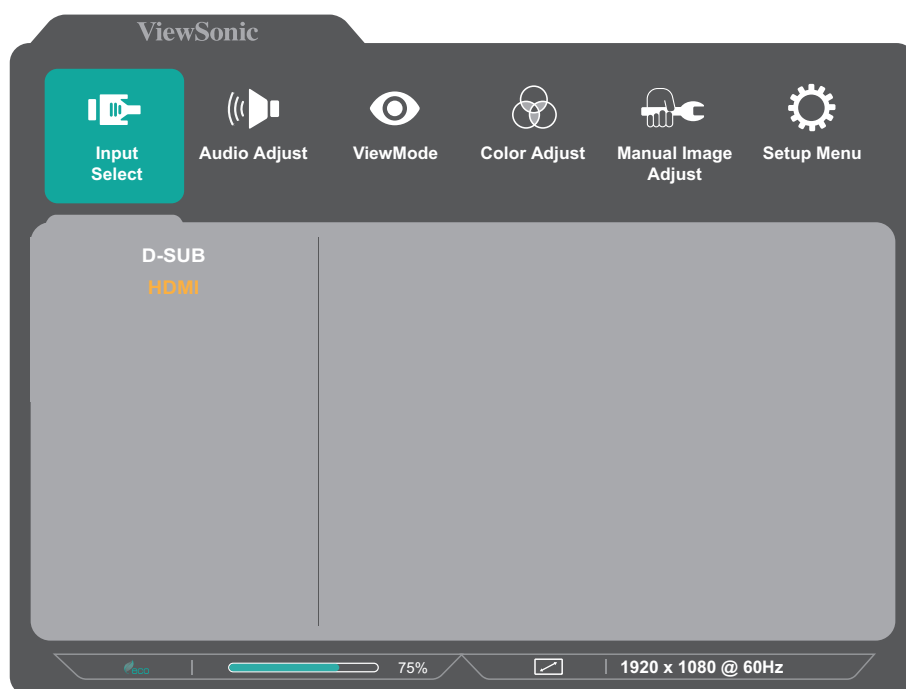 ViewSonic
Input
Select
Audio Adjust
ViewMode
Color Adjust
Manual Image
Adjust
Setup Menu
D-SUB
HDMI
eco
75%
1920 x 1080 @ 60Hz